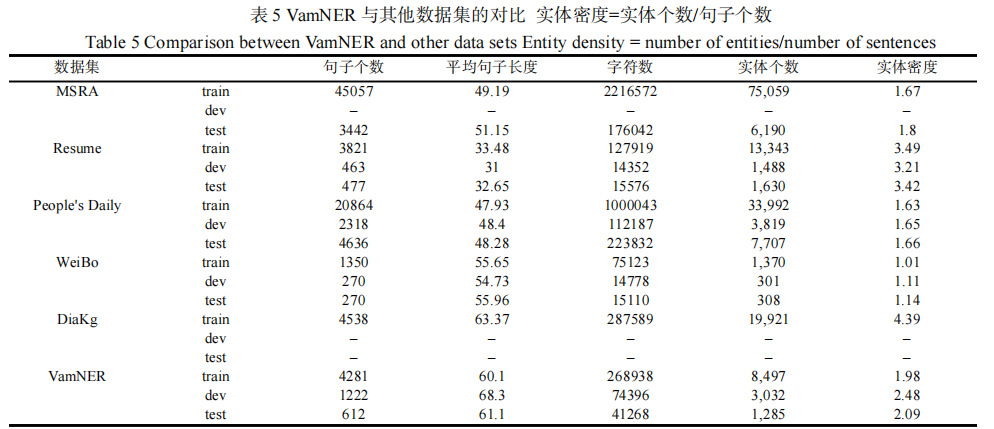 表 5 VamNER 与其他数据集的对比 实体密度=实体个数/句子个数
Table 5 Comparison between VamNER and other data sets Entity density = number of entities/number of sentences
数据集 句子个数 平均句子长度 字符数 实体个数 实体密度
MSRA train 45057 49.19 2216572 75,059 1.67
dev – – – – –
test 3442 51.15 176042 6,190 1.8
Resume train 3821 33.48 127919 13,343 3.49
dev 463 31 14352 1,488 3.21
test 477 32.65 15576 1,630 3.42
People's Daily train 20864 47.93 1000043 33,992 1.63
dev 2318 48.4 112187 3,819 1.65
test 4636 48.28 223832 7,707 1.66
WeiBo train 1350 55.65 75123 1,370 1.01
dev 270 54.73 14778 301 1.11
test 270 55.96 15110 308 1.14
DiaKg train 4538 63.37 287589 19,921 4.39
dev – – – – –
test – – – – –
VamNER train 4281 60.1 268938 8,497 1.98
dev 1222 68.3 74396 3,032 2.48
test 612 61.1 41268 1,285 2.09